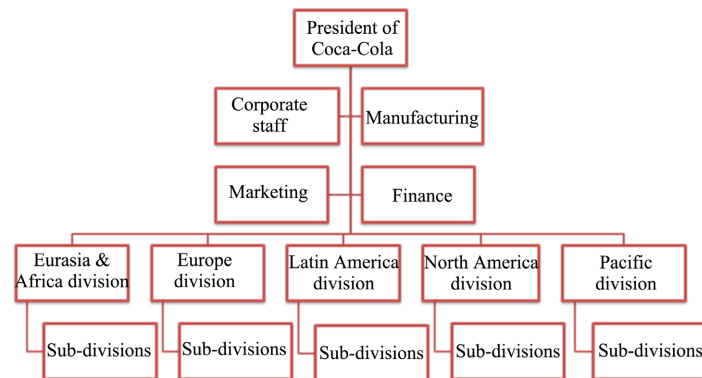 President of
Coca-Cola
Corporate
staff
Manufacturing
Marketing
Finance
Eurasia &
Africa division
Europe
division
Latin America
division
North America
division
Pacific
division
Sub-divisions
Sub-divisions
Sub-divisions
Sub-divisions
Sub-divisions